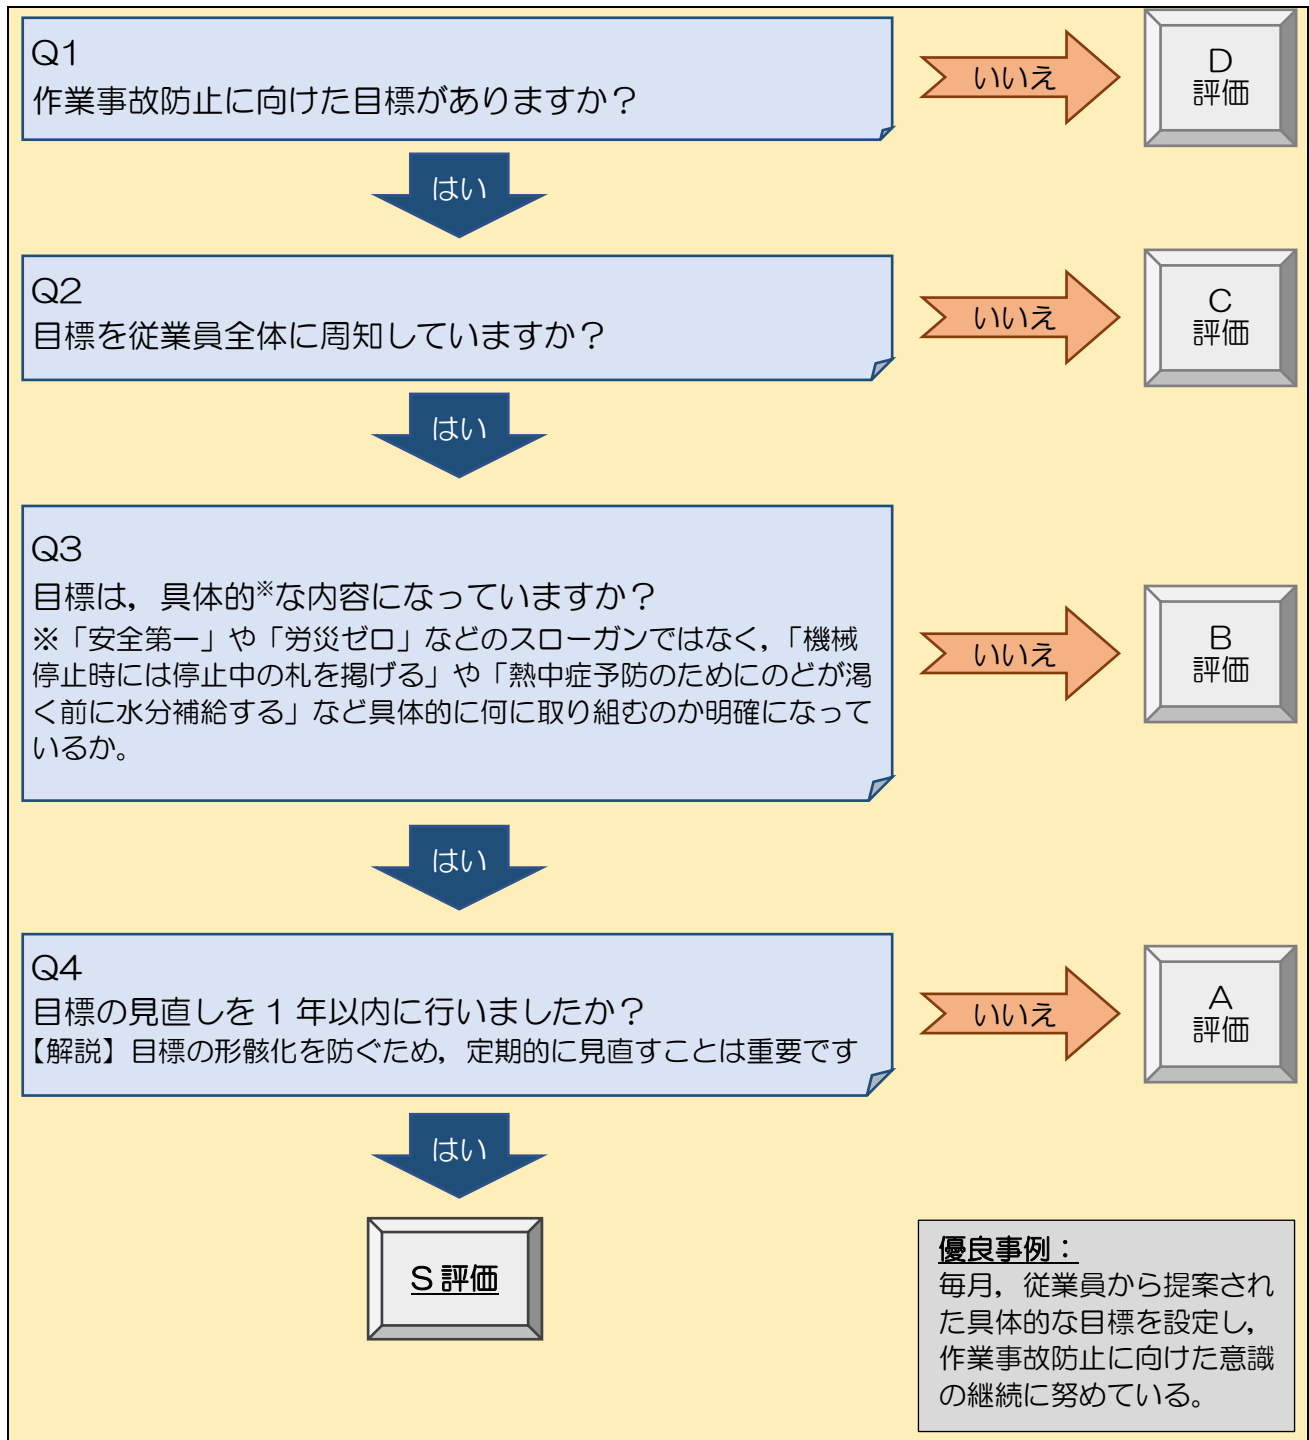 Q1
作業事故防止に向けた目標がありますか？
いいえ
D
評価
はい
Q2
目標を従業員全体に周知していますか？
いいえ
C
評価
はい
Q3
目標は，具体的※な内容になっていますか？
※「安全第一」や「労災ゼロ」などのスローガンではなく，「機械
停止時には停止中の札を掲げる」や「熱中症予防のためにのどが渇
く前に水分補給する」など具体的に何に取り組むのか明確になって
いるか。
いいえ
B
評価
はい
Q4
目標の見直しを 1 年以内に行いましたか？
【解説】目標の形骸化を防ぐため，定期的に見直すことは重要です
いいえ
A
評価
はい
S評価
優良事例：
毎月，従業員から提案され
た具体的な目標を設定し，
作業事故防止に向けた意識
の継続に努めている。